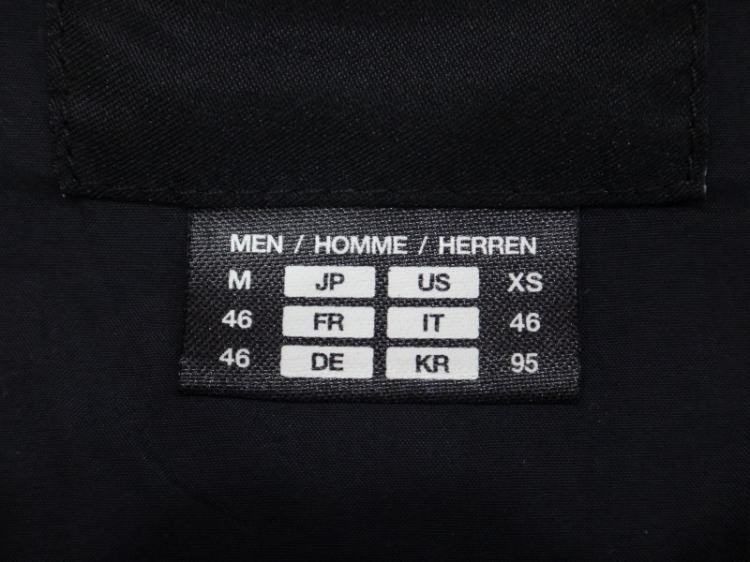 MEN / HOMME / HERREN
M JP US XS
46 FR IT 46
46 DE KR 95